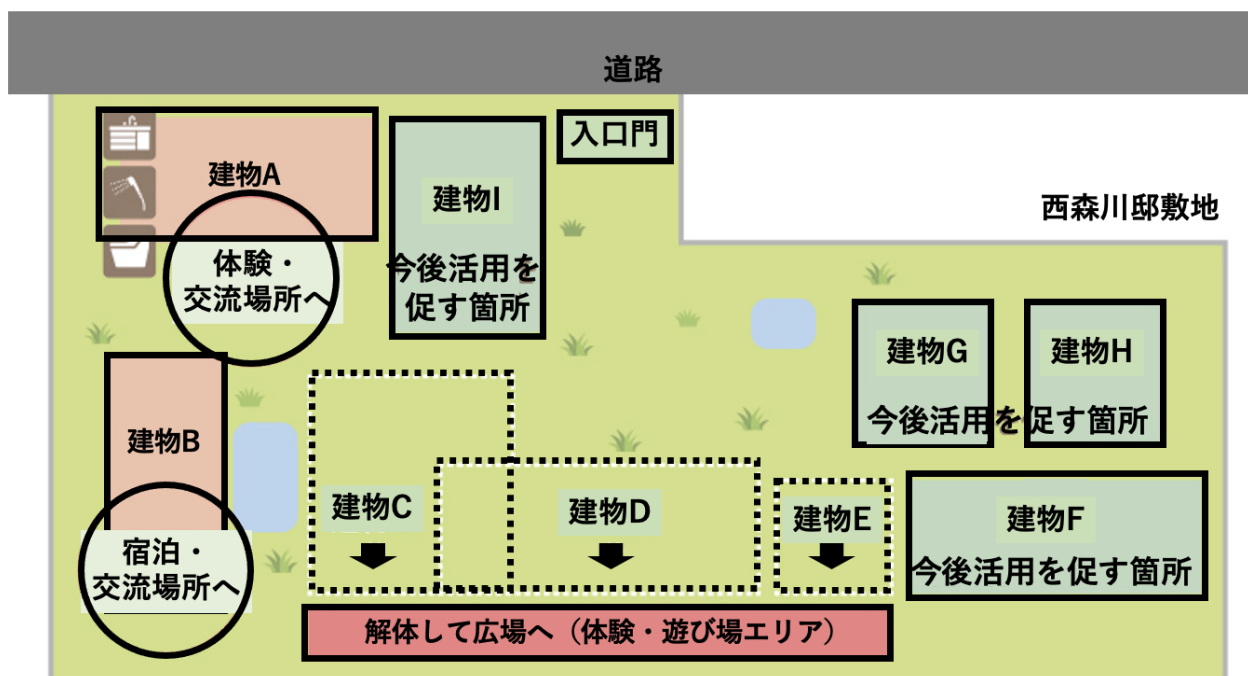 道路
入口門
建物A
建物I
西森川邸敷地
体験・
交流場所へ
今後活用を
促す箇所
建物G
建物H
今後活用を促す箇所
建物B
建物C
建物D
建物E
建物F
今後活用を促す箇所
宿泊・
交流場所へ
解体して広場へ（体験・遊び場エリア）